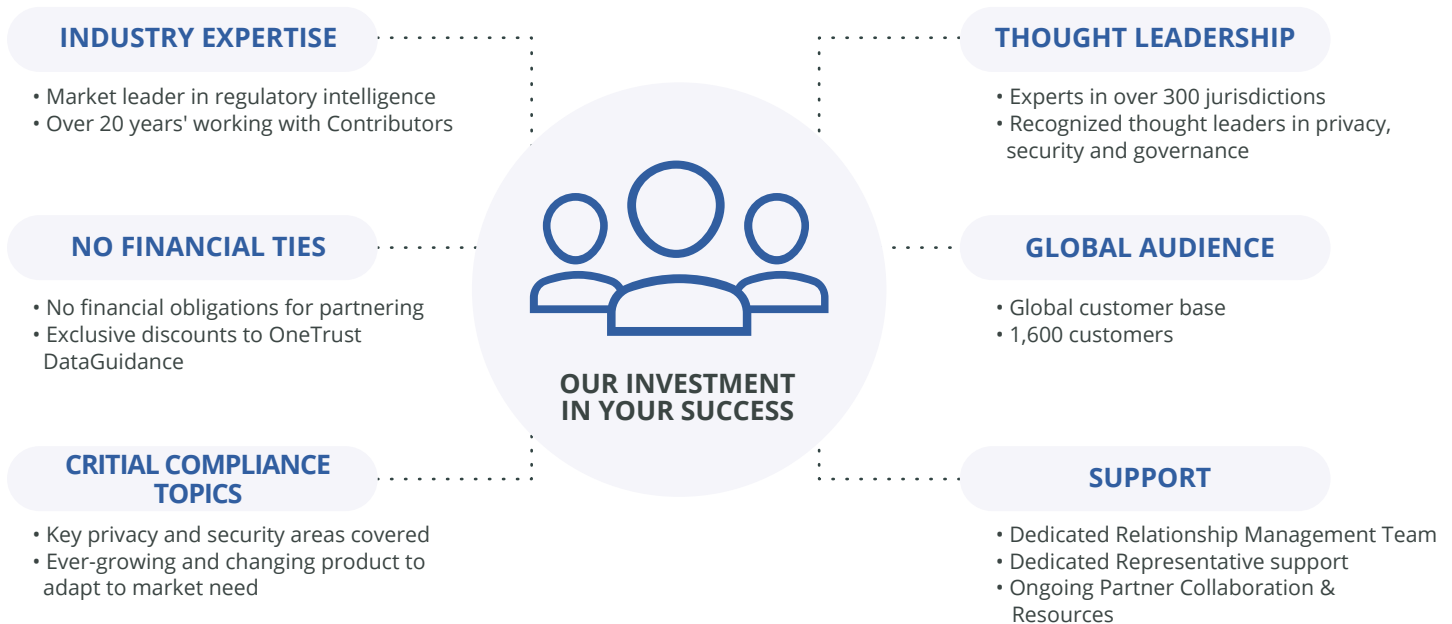 INDUSTRY EXPERTISE
• Market leader in regulatory intelligence
• Over 20 years' working with Contributors
NO FINANCIAL TIES
• No financial obligations for partnering
• Exclusive discounts to OneTrust
DataGuidance
CRITIAL COMPLIANCE
TOPICS
• Key privacy and security areas covered
• Ever-growing and changing product to
adapt to market need
OUR INVESTMENT
IN YOUR SUCCESS
THOUGHT LEADERSHIP
• Experts in over 300 jurisdictions
• Recognized thought leaders in privacy,
security and governance
GLOBAL AUDIENCE
• Global customer base
• 1,600 customers
SUPPORT
• Dedicated Relationship Management Team
• Dedicated Representative support
• Ongoing Partner Collaboration &
Resources